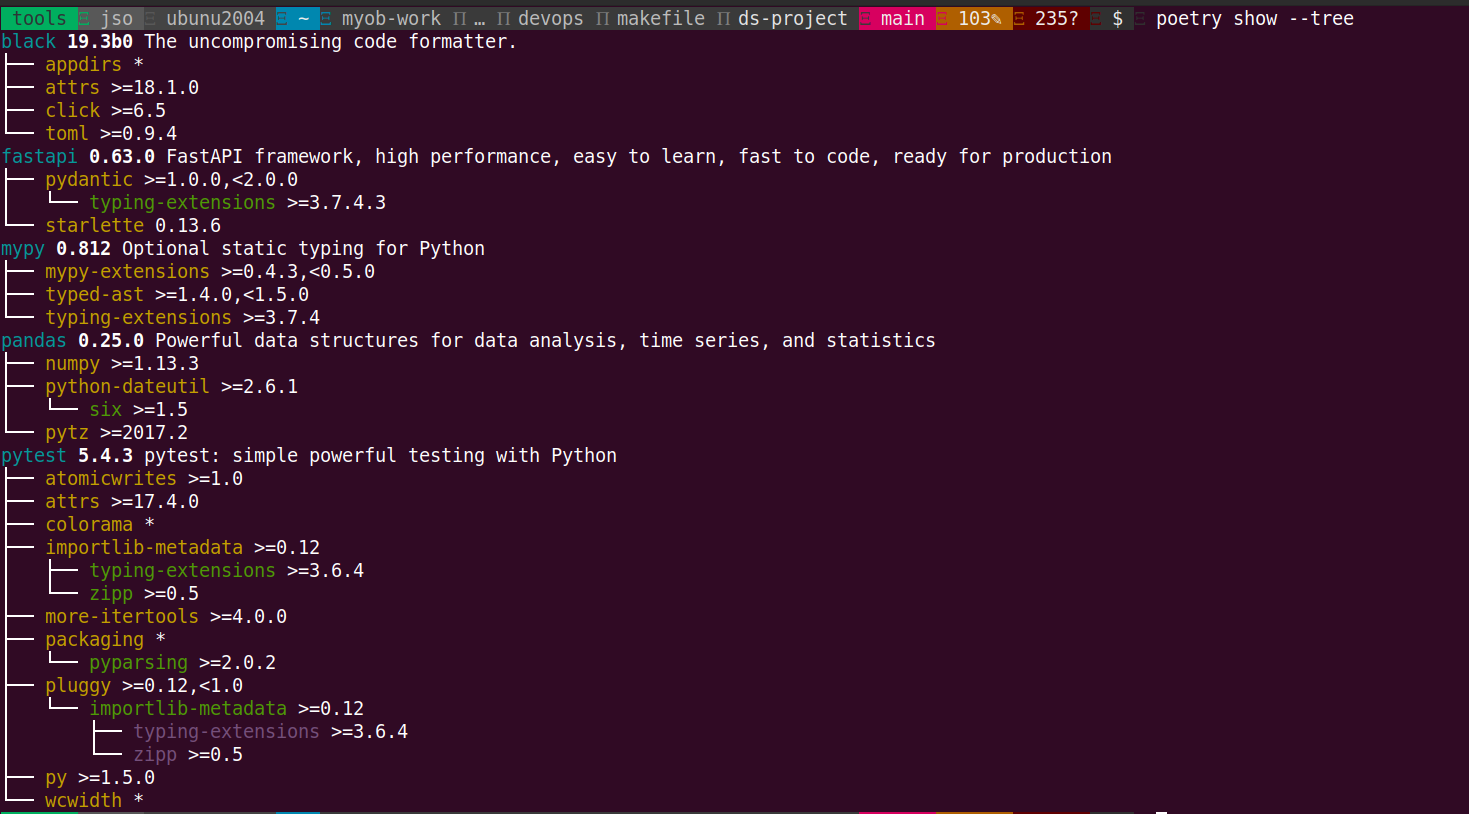 tools jso ubunu2004 ~ myob-work … devops makefile ds-project main 103✎ 235? $ poetry show --tree
black 19.3b0 The uncompromising code formatter.
├── appdirs *
├── attrs >=18.1.0
├── click >=6.5
└── toml >=0.9.4
fastapi 0.63.0 FastAPI framework, high performance, easy to learn, fast to code, ready for production
├── pydantic >=1.0.0,<2.0.0
│   └── typing-extensions >=3.7.4.3
└── starlette 0.13.6
mypy 0.812 Optional static typing for Python
├── mypy-extensions >=0.4.3,<0.5.0
├── typed-ast >=1.4.0,<1.5.0
└── typing-extensions >=3.7.4
pandas 0.25.0 Powerful data structures for data analysis, time series, and statistics
├── numpy >=1.13.3
├── python-dateutil >=2.6.1
│   └── six >=1.5
└── pytz >=2017.2
pytest 5.4.3 pytest: simple powerful testing with Python
├── atomicwrites >=1.0
├── attrs >=17.4.0
├── colorama *
├── importlib-metadata >=0.12
│   ├── typing-extensions >=3.6.4
│   └── zipp >=0.5
├── more-itertools >=4.0.0
├── packaging *
│   └── pyparsing >=2.0.2
├── pluggy >=0.12,<1.0
│   └── importlib-metadata >=0.12
│       ├── typing-extensions >=3.6.4
│       └── zipp >=0.5
├── py >=1.5.0
└── wcwidth *